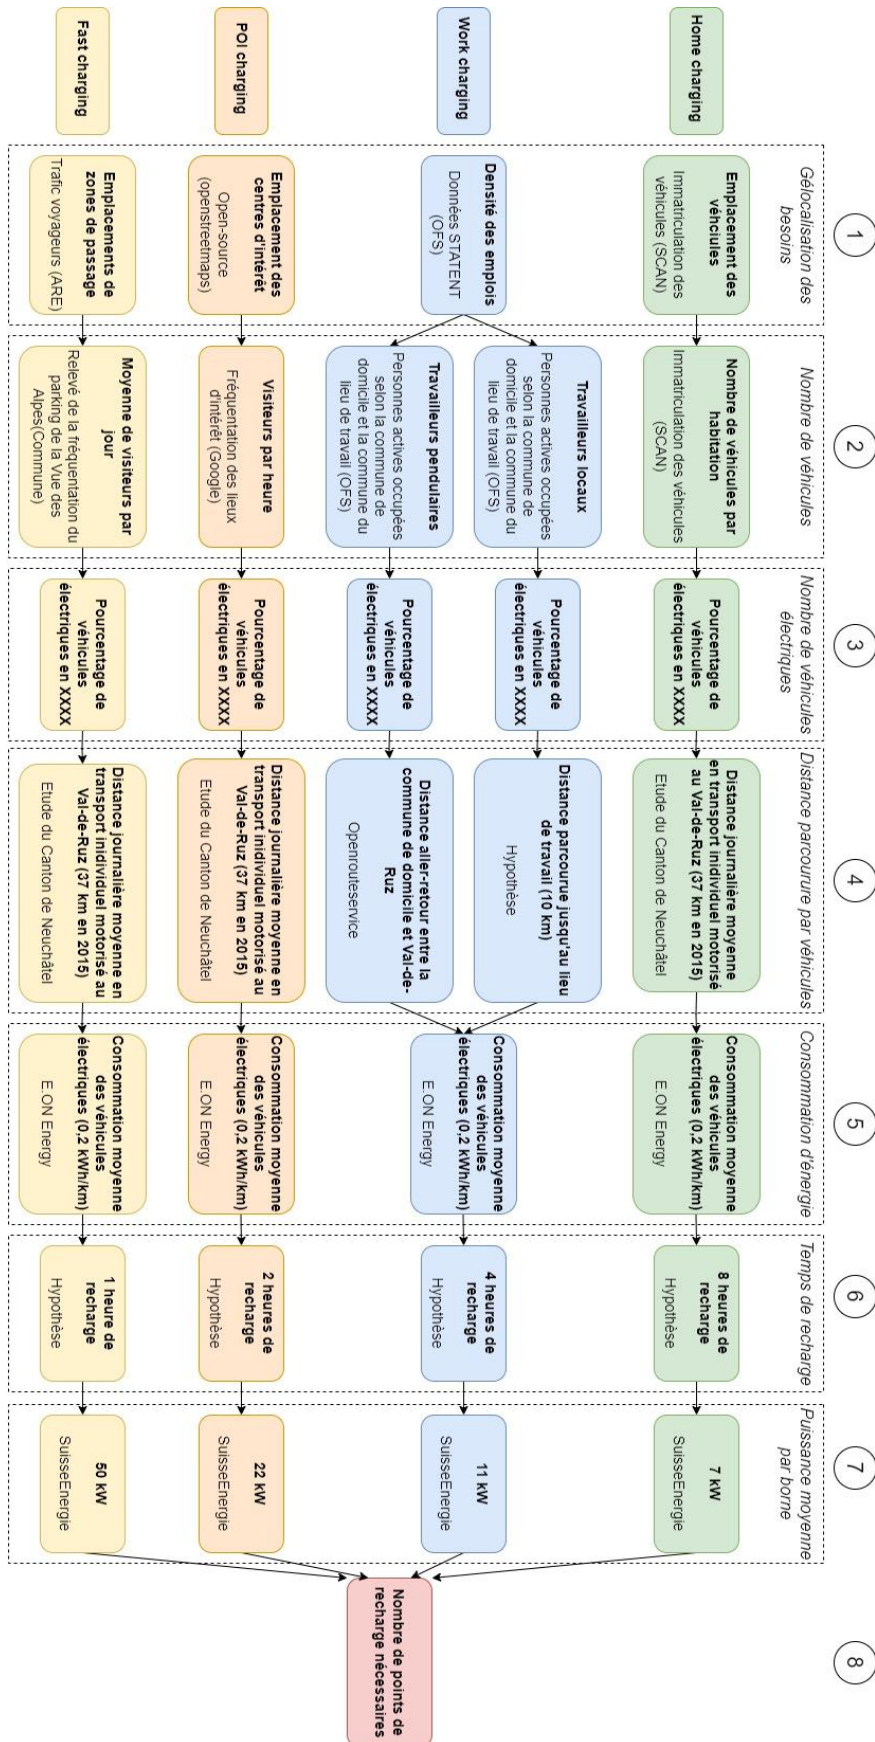 1
2
3
4
5
6
7
8
Gélocalisation des
besoins
Nombre de véhicules
Nombre de véhicules
électriques
Distance parcourure par véhicules
Consommation d'énergie
Temps de recharge
Puissance moyenne
par borne
Home charging
Emplacement des
véhciules
Immatriculation des
véhicules (SCAN)
Nombre de véhicules par
habitation
Immatriculation des véhicules
(SCAN)
Pourcentage de
véhicules
électriques en XXXX
Distance journalière moyenne
en transport inidividuel motorisé
au Val-de-Ruz (37 km en 2015)
Etude du Canton de Neuchâtel
Consommation moyenne
des véhicules
électriques (0,2 kWh/km)
E.ON Energy
8 heures de
recharge
Hypothèse
7 kW
SuisseEnergie
Work charging
Densité des emplois
Données STATENT
(OFS)
Travailleurs locaux
Personnes actives occupées
selon la commune de
domicile et la commune du
lieu de travail (OFS)
Pourcentage de
véhicules
électriques en XXXX
Distance parcourue jusqu'au lieu
de travail (10 km)
Hypothèse
Travailleurs pendulaires
Personnes actives occupées
selon la commune de
domicile et la commune du
lieu de travail (OFS)
Pourcentage de
véhicules
électriques en XXXX
Distance aller-retour entre la
commune de domicile et Val-de-
Ruz
Openrouteservice
Consommation moyenne
des véhicules
électriques (0,2 kWh/km)
E.ON Energy
4 heures de
recharge
Hypothèse
11 kW
SuisseEnergie
POI charging
Emplacement des
centres d'intérêt
Open-source
(openstreetmaps)
Visiteurs par heure
Fréquentation des lieux
d'intérêt (Google)
Pourcentage de
véhicules
électriques en XXXX
Distance journalière moyenne en
transport inidividuel motorisé au
Val-de-Ruz (37 km en 2015)
Etude du Canton de Neuchâtel
Consommation moyenne
des véhicules
électriques (0,2 kWh/km)
E.ON Energy
2 heures de
recharge
Hypothèse
22 kW
SuisseEnergie
Fast charging
Emplacements de
zones de passage
Trafic voyageurs (ARE)
Moyenne de visiteurs par
jour
Relevé de la fréquentation du
parking de la Vue des
Alpes(Commune)
Pourcentage de
véhicules
électriques en XXXX
Distance journalière moyenne en
transport inidividuel motorisé au
Val-de-Ruz (37 km en 2015)
Etude du Canton de Neuchâtel
Consommation moyenne
des véhicules
électriques (0,2 kWh/km)
E.ON Energy
1 heure de
recharge
Hypothèse
50 kW
SuisseEnergie
Nombre de points de
recharge nécessaires